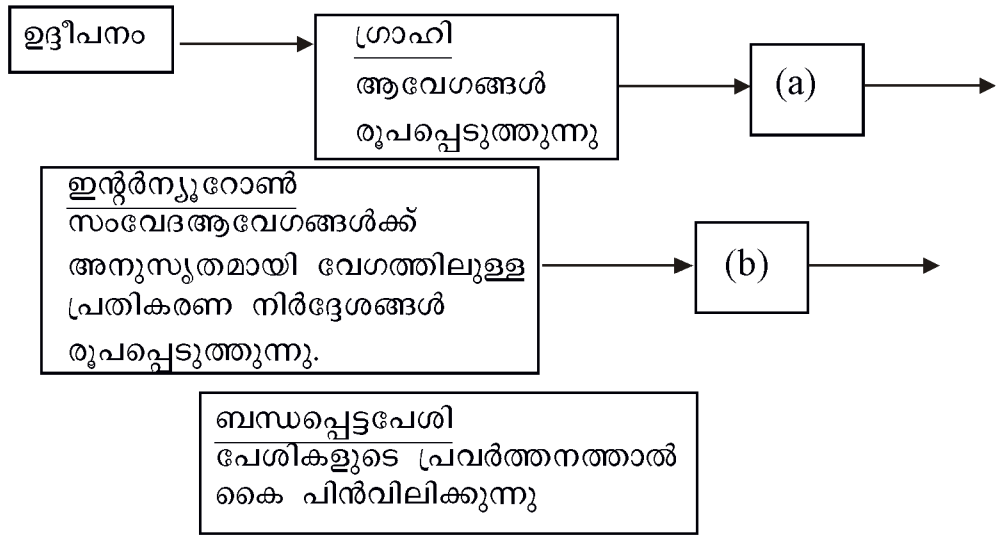 ഉദ്ദീപനം
ഗ്രാഹി
ആവേഗങ്ങൾ
രൂപപ്പെടുത്തുന്നു
(a)
ഇന്റർന്യൂറോൺ
സംവേദആവേഗങ്ങൾക്ക്
അനുസൃതമായി വേഗത്തിലുള്ള
പ്രതികരണ നിർദ്ദേശങ്ങൾ
രൂപപ്പെടുത്തുന്നു.
(b)
ബന്ധപ്പെട്ടപേശി
പേശികളുടെ പ്രവർത്തനത്താൽ
കൈ പിൻവിലിക്കുന്നു